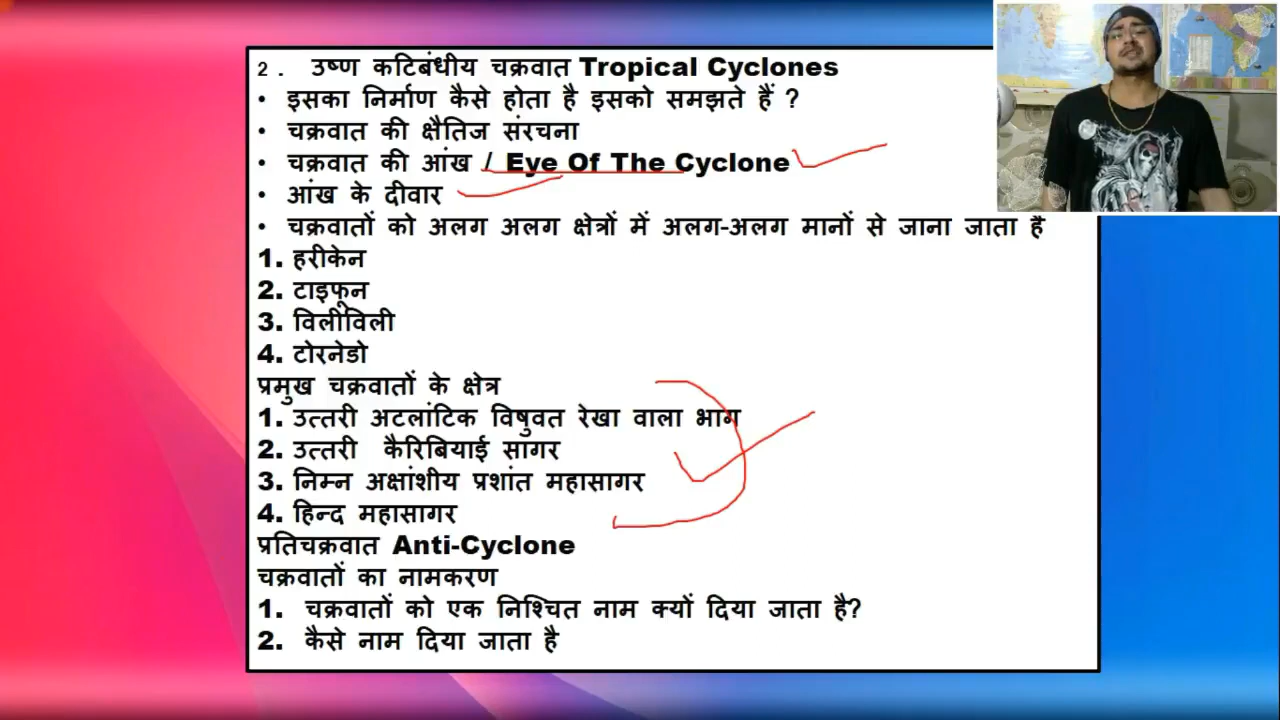 2 . उष्ण कटिबंधीय चक्रवात Tropical Cyclones
• इसका निर्माण कैसे होता है इसको समझते हैं ?
• चक्रवात की क्षैतिज संरचना
• चक्रवात की आंख / Eye Of The Cyclone
• आंख के दीवार
• चक्रवातों को अलग अलग क्षेत्रों में अलग-अलग मानों से जाना जाता है
1. हरीकेन
2. टाइफून
3. विलीविली
4. टोरनेडो
प्रमुख चक्रवातों के क्षेत्र
1. उत्तरी अटलांटिक विषुवत रेखा वाला भाग
2. उत्तरी कैरिबियाई सागर
3. निम्न अक्षांशीय प्रशांत महासागर
4. हिन्द महासागर
प्रतिचक्रवात Anti-Cyclone
चक्रवातों का नामकरण
1. चक्रवातों को एक निश्चित नाम क्यों दिया जाता है?
2. कैसे नाम दिया जाता है